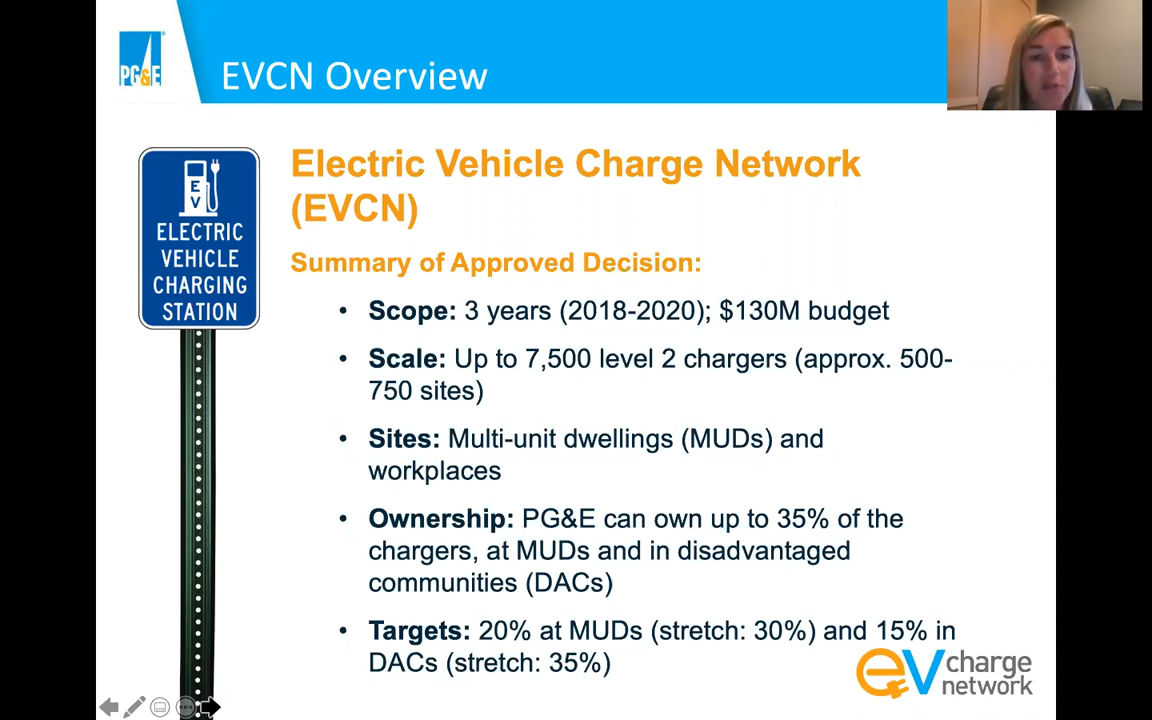 PG&E
EVCN Overview
EV
ELECTRIC
VEHICLE
CHARGING
STATION
Electric Vehicle Charge Network
(EVCN)
Summary of Approved Decision:
• Scope: 3 years (2018-2020); $130M budget
• Scale: Up to 7,500 level 2 chargers (approx. 500-
750 sites)
• Sites: Multi-unit dwellings (MUDs) and
workplaces
• Ownership: PG&E can own up to 35% of the
chargers, at MUDs and in disadvantaged
communities (DACs)
• Targets: 20% at MUDs (stretch: 30%) and 15% in
DACs (stretch: 35%)
eV charge
network